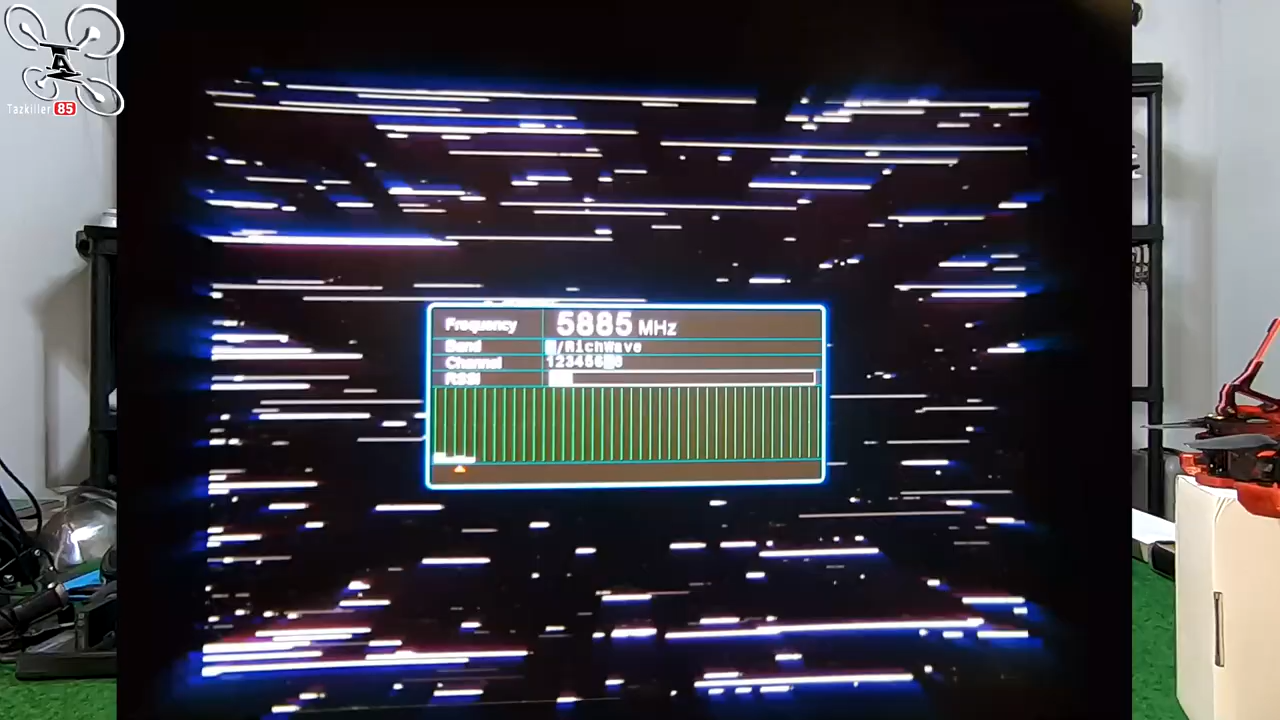 A
Tazkiller 85
Frequency 5885 MHz
Band /RichWave
Channel 123456
RSSI